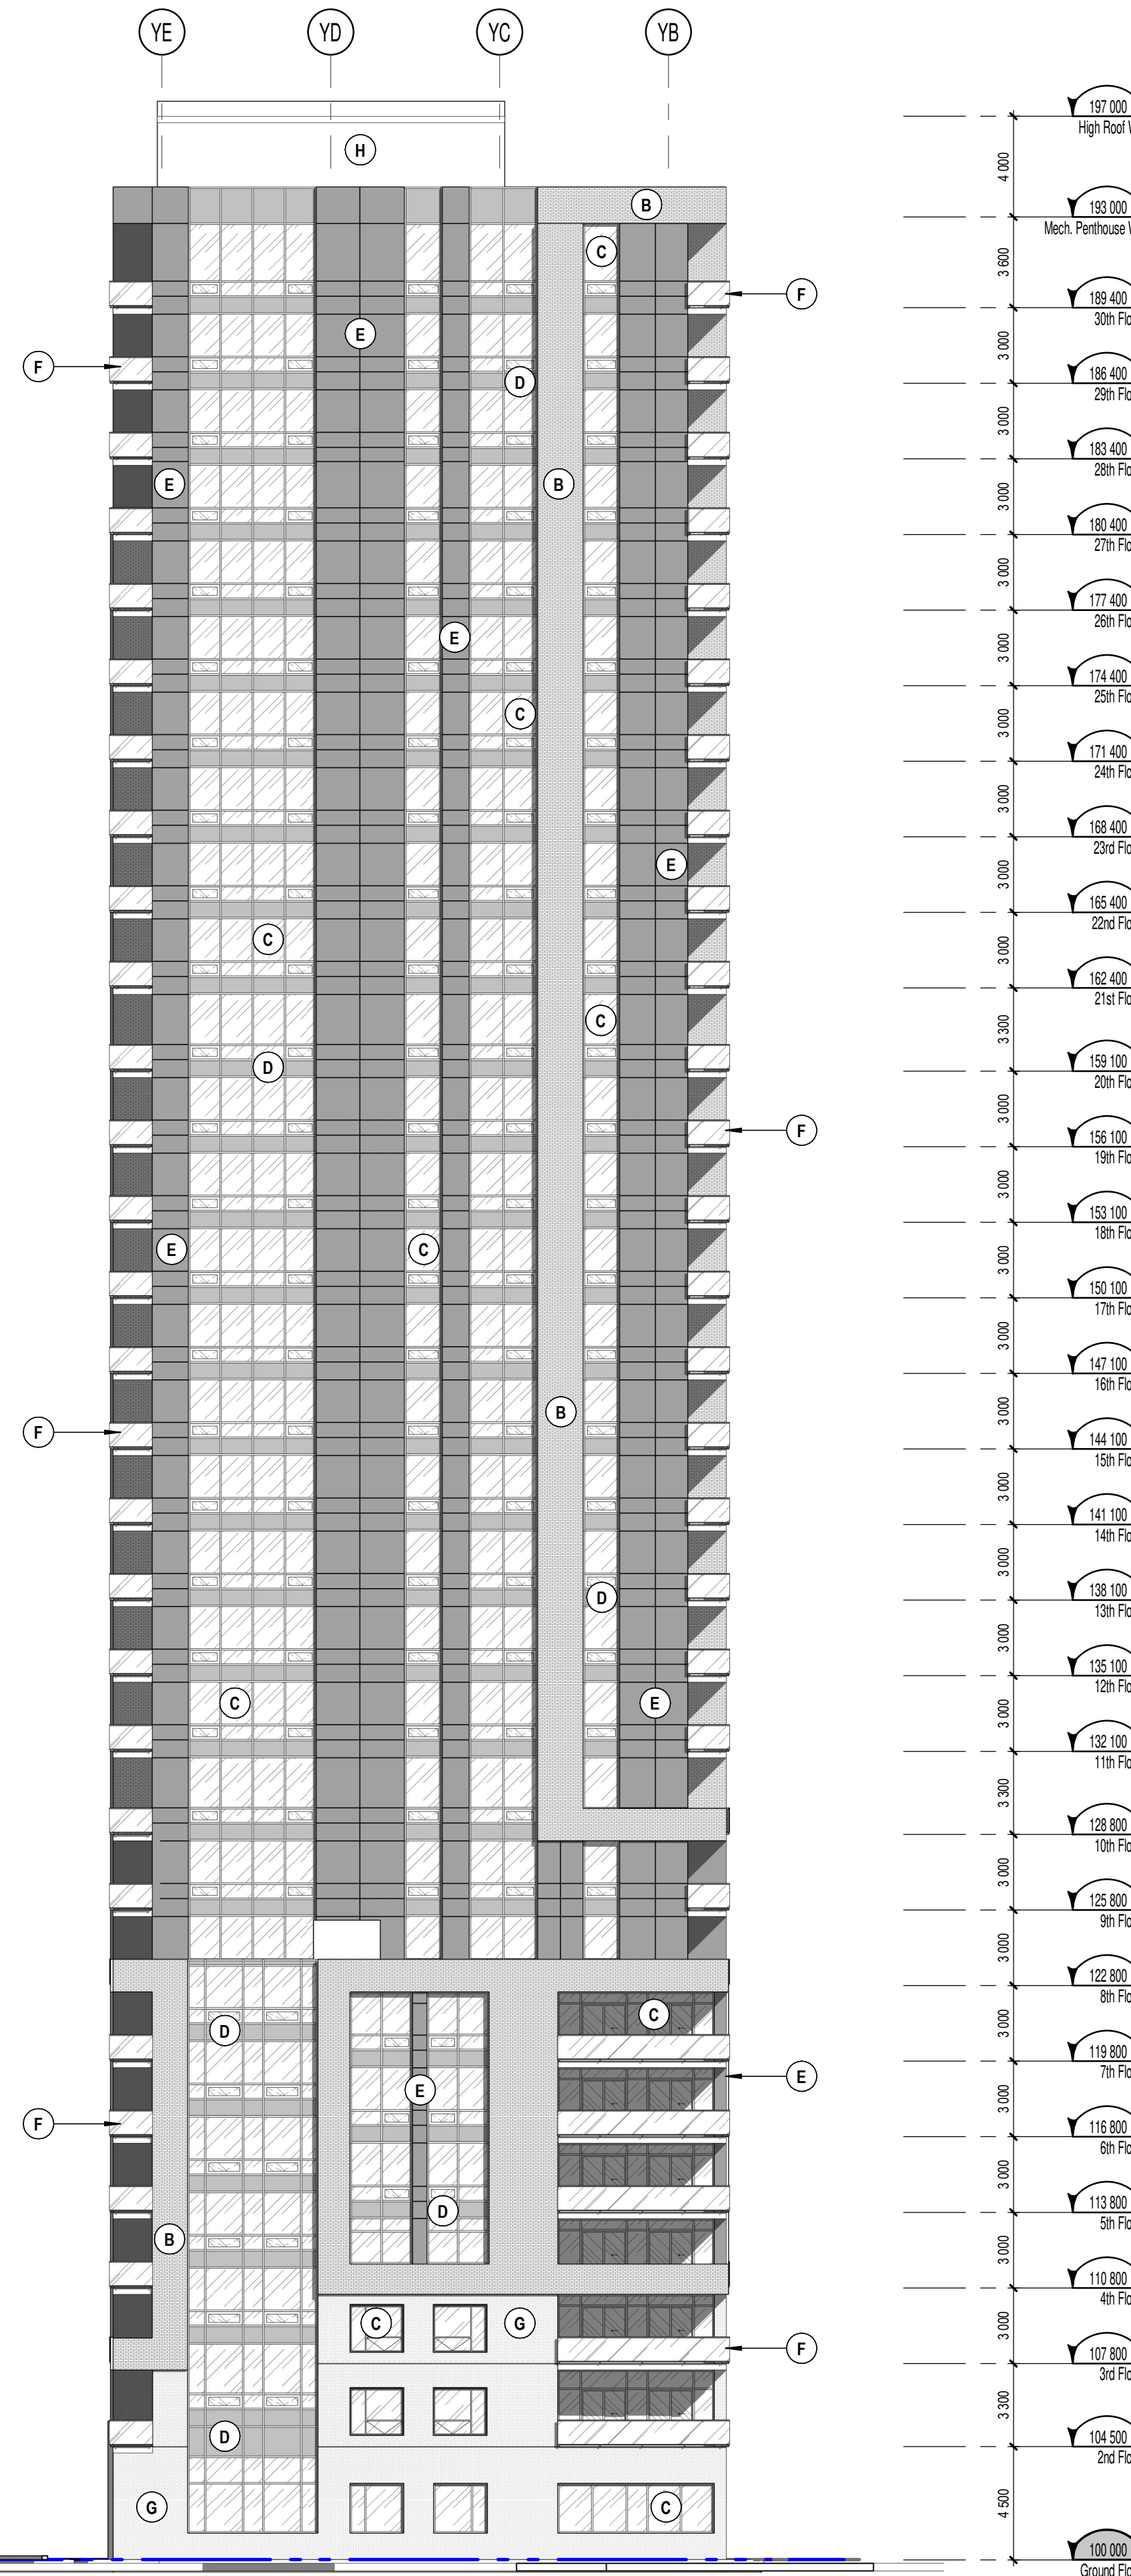 YE YD YC YB
197 000
High Roof
H
4 000
B
193 000
Mech. Penthouse
C
3 600
F
189 400
30th Flo
E
3 000
F
186 400
29th Flo
D
3 000
183 400
28th Flo
E B
3 000
180 400
27th Flo
3 000
177 400
26th Flo
E
3 000
174 400
25th Flo
C
3 000
171 400
24th Flo
3 000
168 400
23rd Flo
E
3 000
165 400
22nd Flo
C
3 000
162 400
21st Flo
C
3 300
D
159 100
20th Flo
3 000
F
156 100
19th Flo
3 000
153 100
18th Flo
E C
3 000
150 100
17th Flo
3 000
147 100
16th Flo
B
3 000
F
144 100
15th Flo
3 000
141 100
14th Flo
3 000
D
138 100
13th Flo
3 000
135 100
12th Flo
C E
3 000
132 100
11th Flo
3 300
128 800
10th Flo
3 000
125 800
9th Flo
3 000
122 800
8th Flo
C
D
3 000
119 800
7th Flo
E
E
3 000
F
116 800
6th Flo
3 000
113 800
5th Flo
D
B
3 000
110 800
4th Flo
C G
3 000
F
107 800
3rd Flo
3 300
D
104 500
2nd Flo
4 500
G C
100 000
Ground Flo